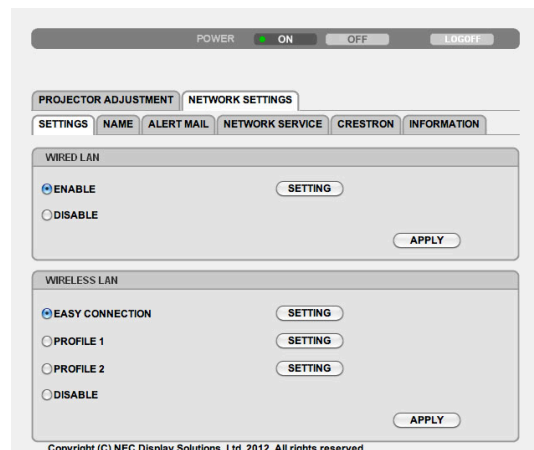 POWER ON OFF LOGOFF
PROJECTOR ADJUSTMENT NETWORK SETTINGS
SETTINGS NAME ALERT MAIL NETWORK SERVICE CRESTRON INFORMATION
WIRED LAN
ENABLE SETTING
DISABLE
APPLY
WIRELESS LAN
EASY CONNECTION SETTING
PROFILE 1 SETTING
PROFILE 2 SETTING
DISABLE
APPLY
Copyright (C) NEC Display Solutions, Ltd. 2012. All rights reserved.